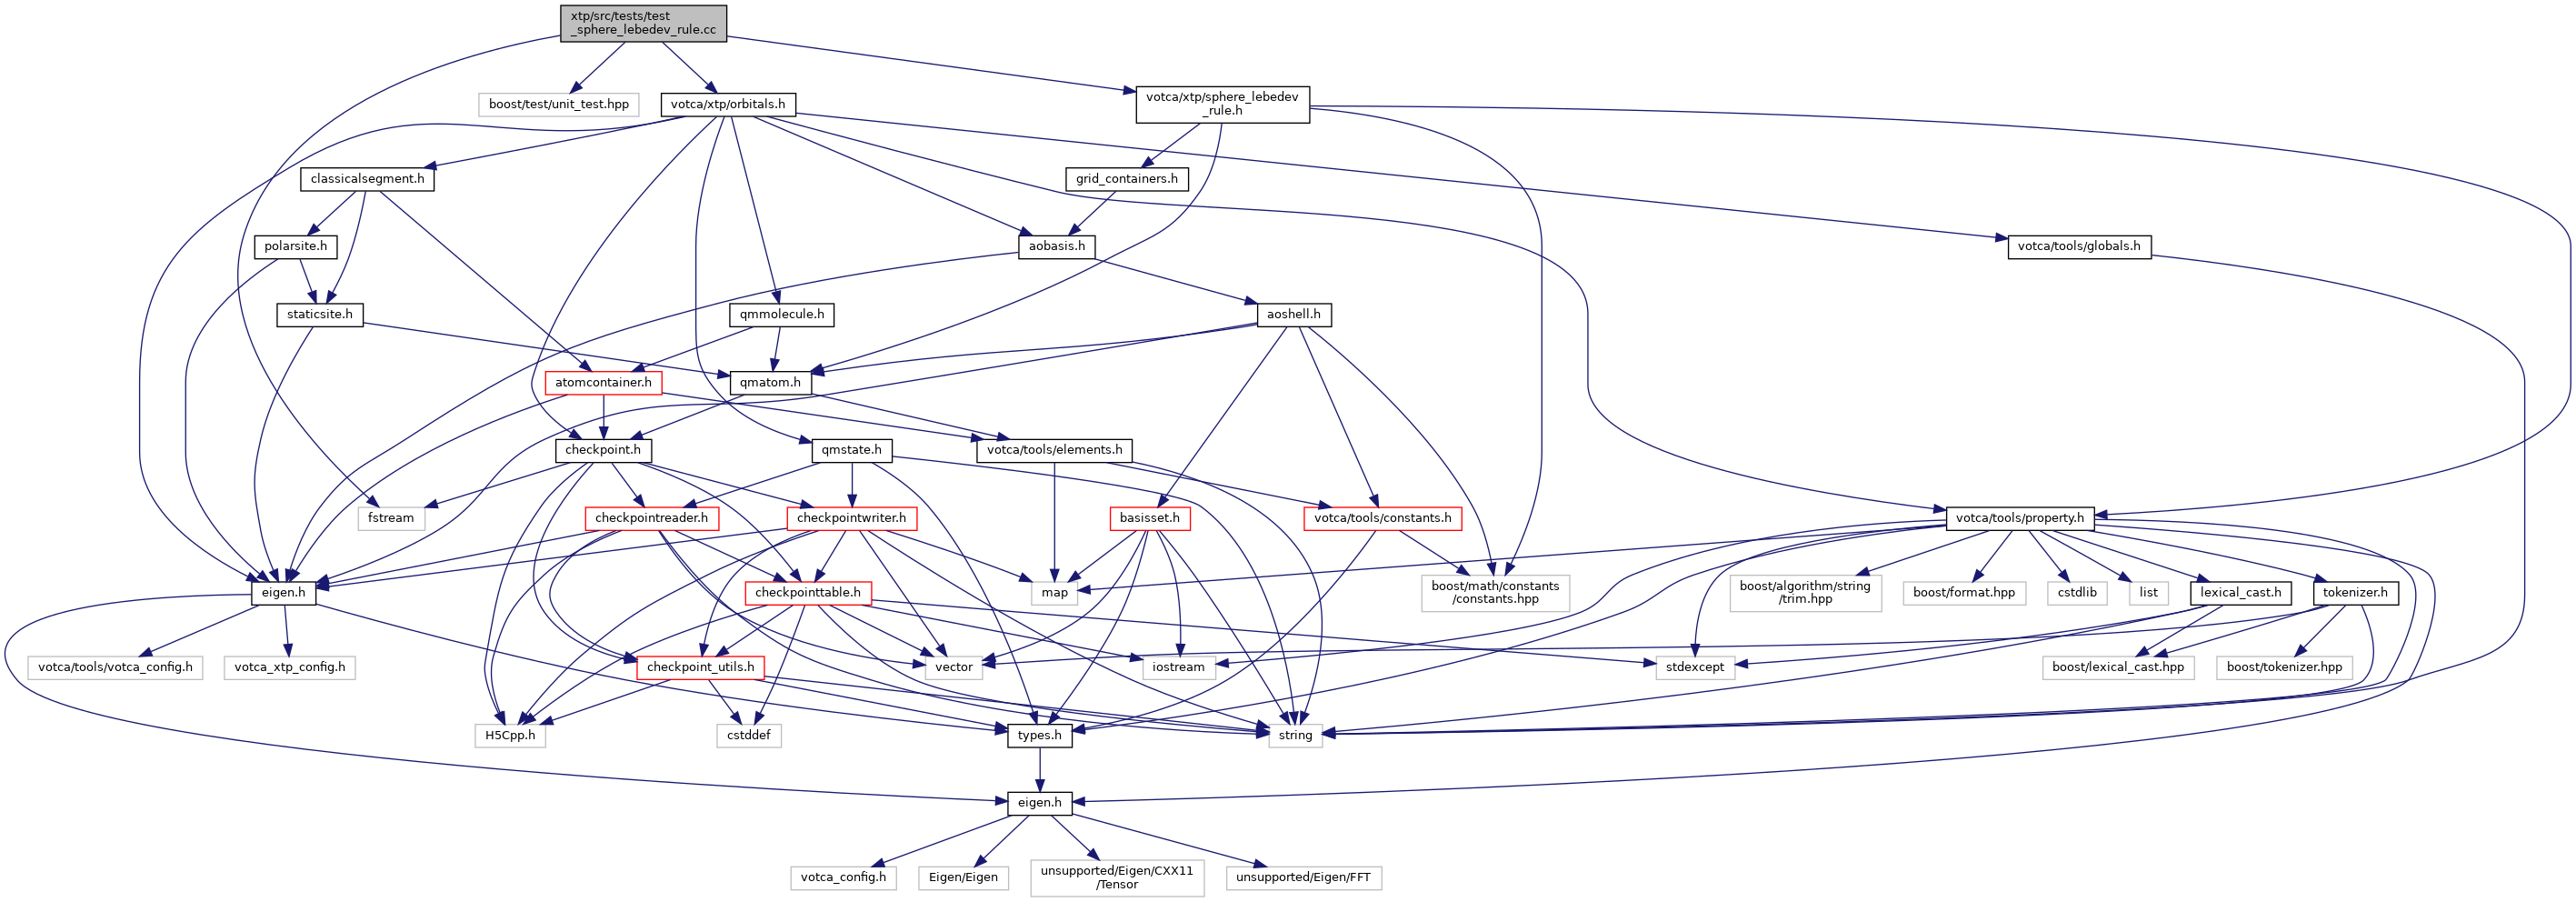 xtp/src/tests/test
_sphere_lebedev_rule.cc
boost/test/unit_test.hpp
votca/xtp/orbitals.h
votca/xtp/sphere_lebedev
_rule.h
classicalsegment.h
grid_containers.h
polarsite.h
aobasis.h
votca/tools/globals.h
staticsite.h
qmmolecule.h
aoshell.h
atomcontainer.h
qmatom.h
checkpoint.h
qmstate.h
votca/tools/elements.h
fstream
checkpointreader.h
checkpointwriter.h
basisset.h
votca/tools/constants.h
votca/tools/property.h
eigen.h
checkpointtable.h
map
boost/math/constants
/constants.hpp
boost/algorithm/string
/trim.hpp
boost/format.hpp
cstdlib
list
lexical_cast.h
tokenizer.h
votca/tools/votca_config.h
votca_xtp_config.h
checkpoint_utils.h
vector
iostream
stdexcept
boost/lexical_cast.hpp
boost/tokenizer.hpp
H5Cpp.h
cstddef
types.h
string
eigen.h
votca_config.h
Eigen/Eigen
unsupported/Eigen/CXX11
/Tensor
unsupported/Eigen/FFT